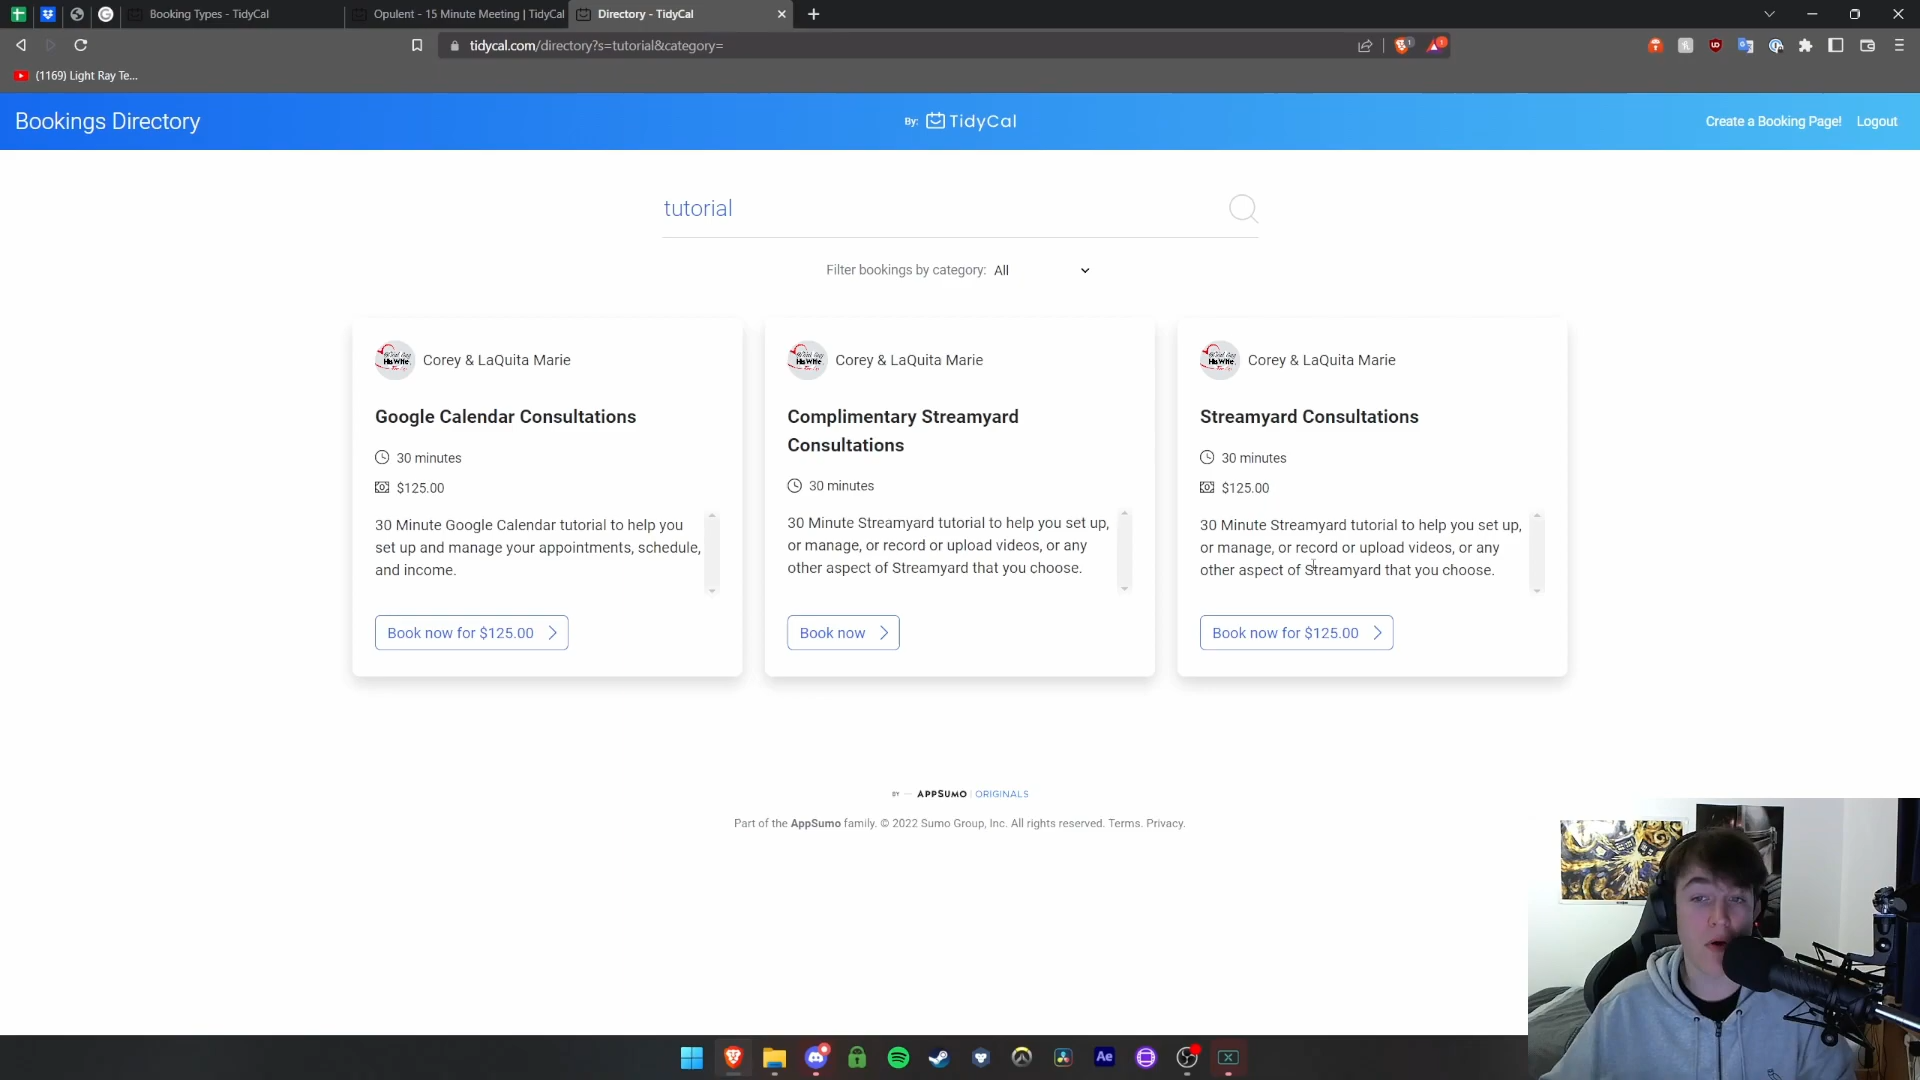 Booking Types - TidyCal
Opulent - 15 Minute Meeting | TidyCal
Directory - TidyCal
tidycal.com/directory?s=tutorial&category=
(1169) Light Ray Te...
Bookings Directory
By: TidyCal
Create a Booking Page! Logout
tutorial
Filter bookings by category: All
Corey & LaQuita Marie
Google Calendar Consultations
30 minutes
$125.00
30 Minute Google Calendar tutorial to help you
set up and manage your appointments, schedule,
and income.
Book now for $125.00
Corey & LaQuita Marie
Complimentary Streamyard
Consultations
30 minutes
30 Minute Streamyard tutorial to help you set up,
or manage, or record or upload videos, or any
other aspect of Streamyard that you choose.
Book now
Corey & LaQuita Marie
Streamyard Consultations
30 minutes
$125.00
30 Minute Streamyard tutorial to help you set up,
or manage, or record or upload videos, or any
other aspect of Streamyard that you choose.
Book now for $125.00
BY — APPSUMO | ORIGINALS
Part of the AppSumo family. © 2022 Sumo Group, Inc. All rights reserved. Terms. Privacy.
Ae